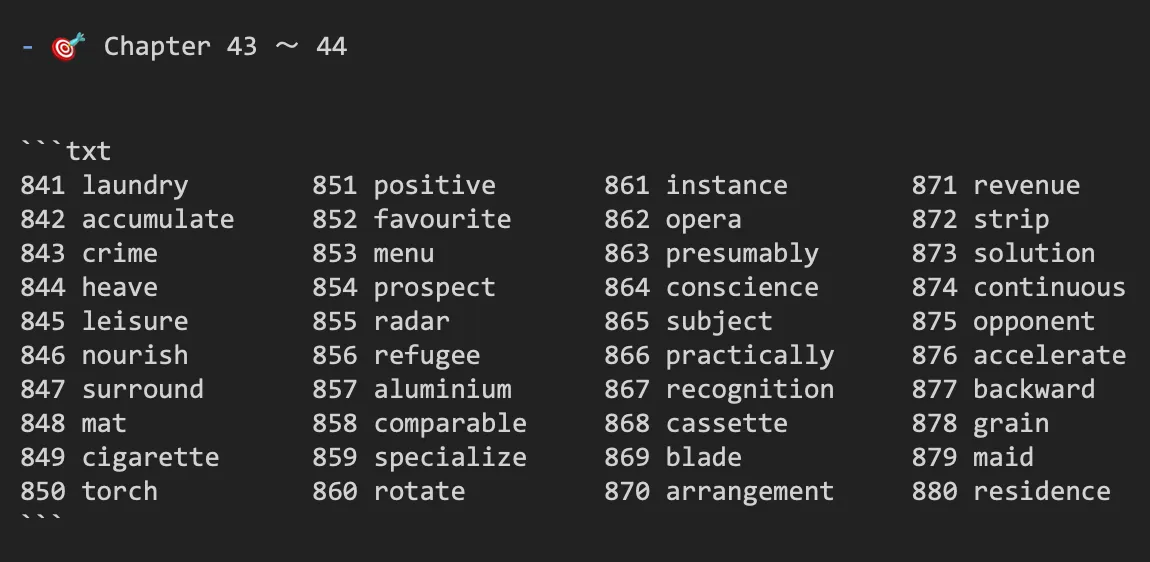 - 🎯 Chapter 43 ～ 44
```txt
841 laundry     851 positive     861 instance     871 revenue
842 accumulate  852 favourite    862 opera        872 strip
843 crime       853 menu         863 presumably   873 solution
844 heave       854 prospect     864 conscience   874 continuous
845 leisure     855 radar        865 subject      875 opponent
846 nourish     856 refugee      866 practically  876 accelerate
847 surround    857 aluminium    867 recognition  877 backward
848 mat         858 comparable   868 cassette     878 grain
849 cigarette   859 specialize   869 blade        879 maid
850 torch       860 rotate       870 arrangement  880 residence
```